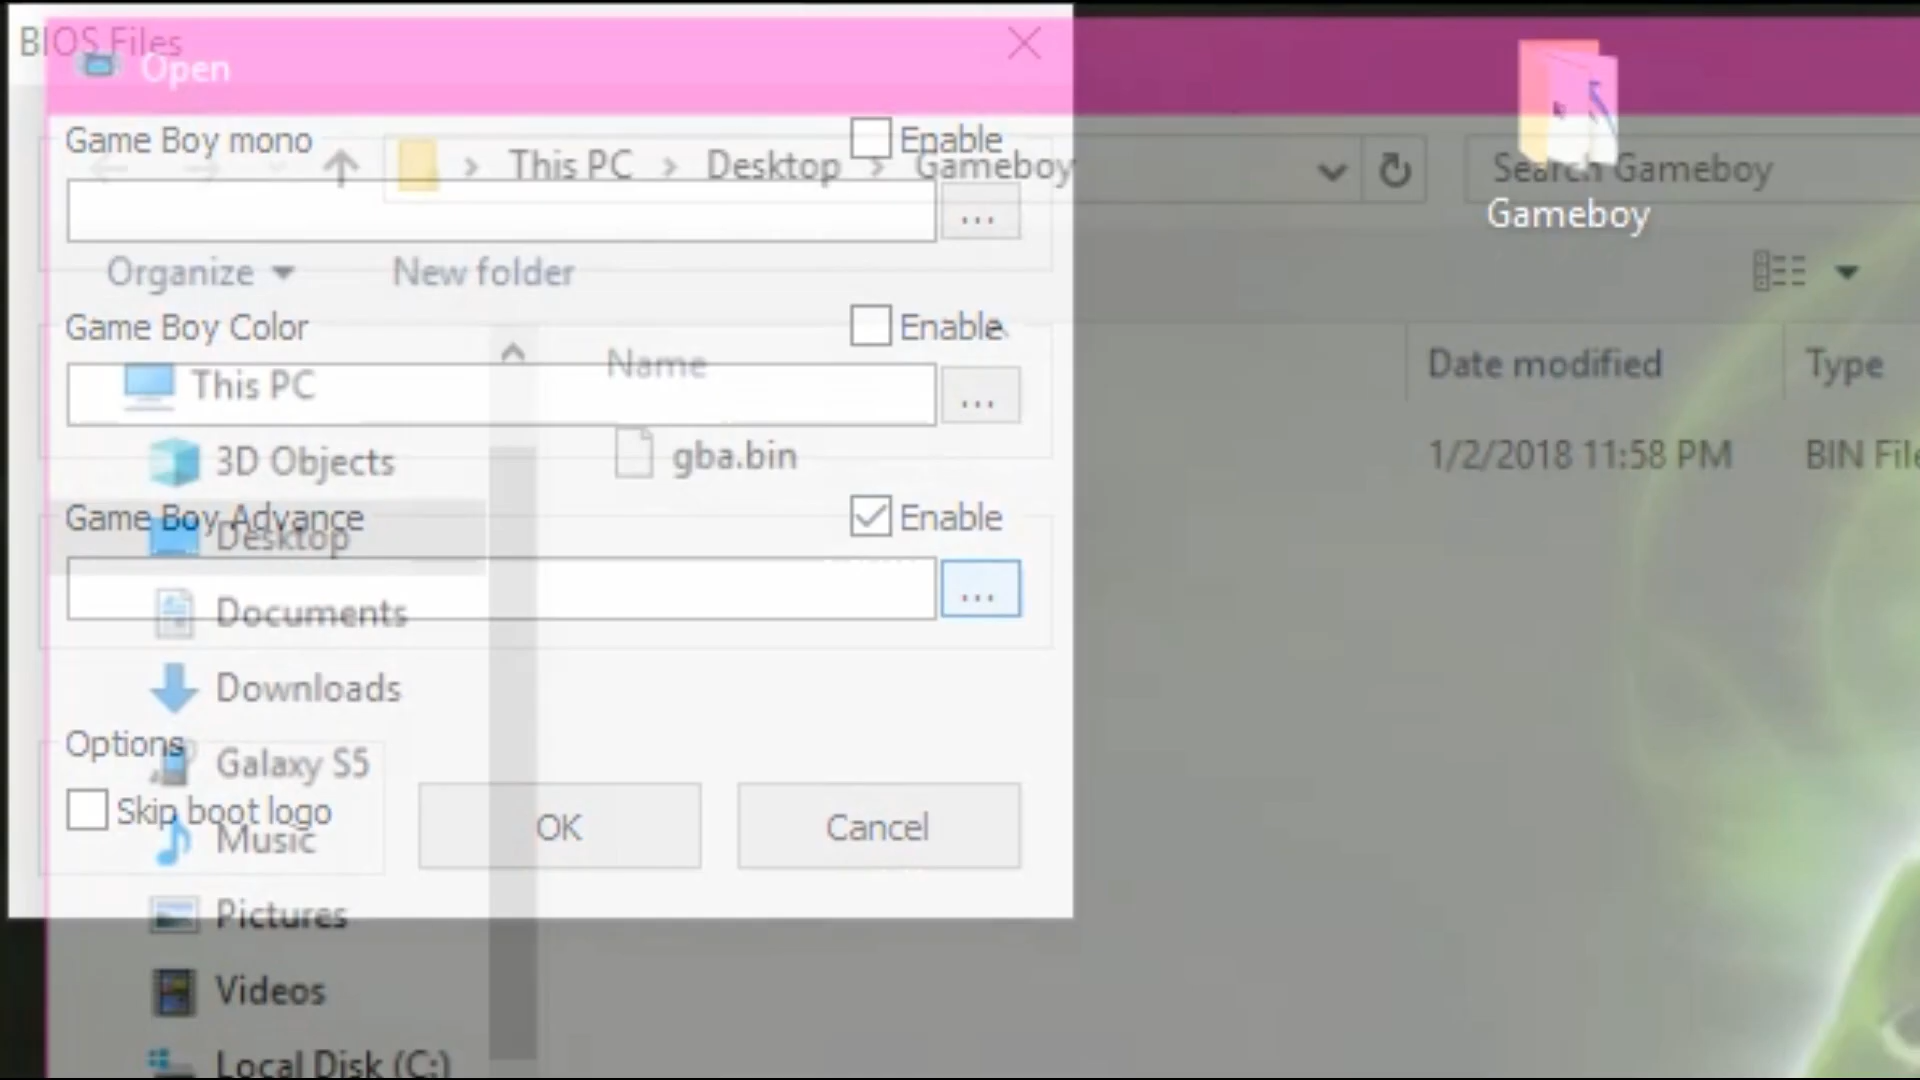 BIOS Files
Open
Game Boy mono
Enable
This PC > Desktop > Gameboy
Search Gameboy
Gameboy
...
Organize
New folder
Game Boy Color
Enable
This PC
Name
Date modified
Type
...
3D Objects
gba.bin
1/2/2018 11:58 PM
BIN File
Game Boy Advance
Enable
Desktop
...
Documents
Downloads
Options
Galaxy S5
Skip boot logo
OK
Cancel
Music
Pictures
Videos
Local Disk (C:)